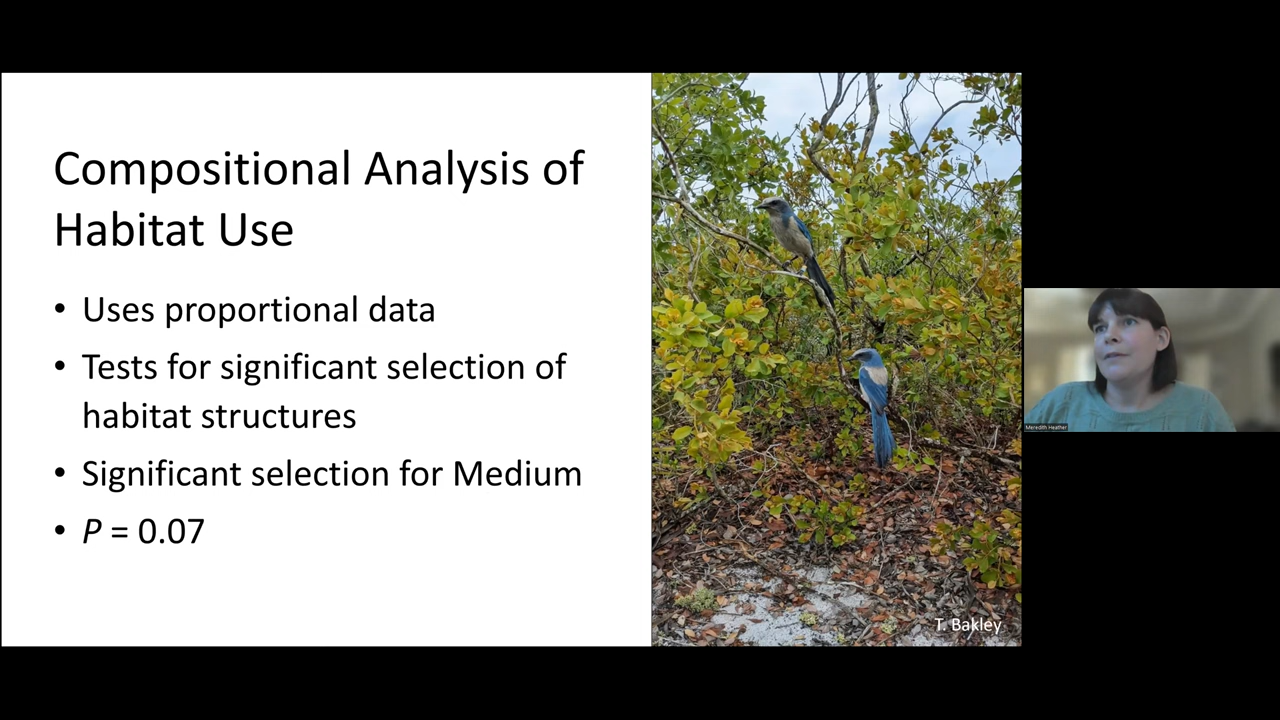 Compositional Analysis of
Habitat Use
• Uses proportional data
• Tests for significant selection of
habitat structures
• Significant selection for Medium
• P = 0.07
T. Bakley
Meredith Heather